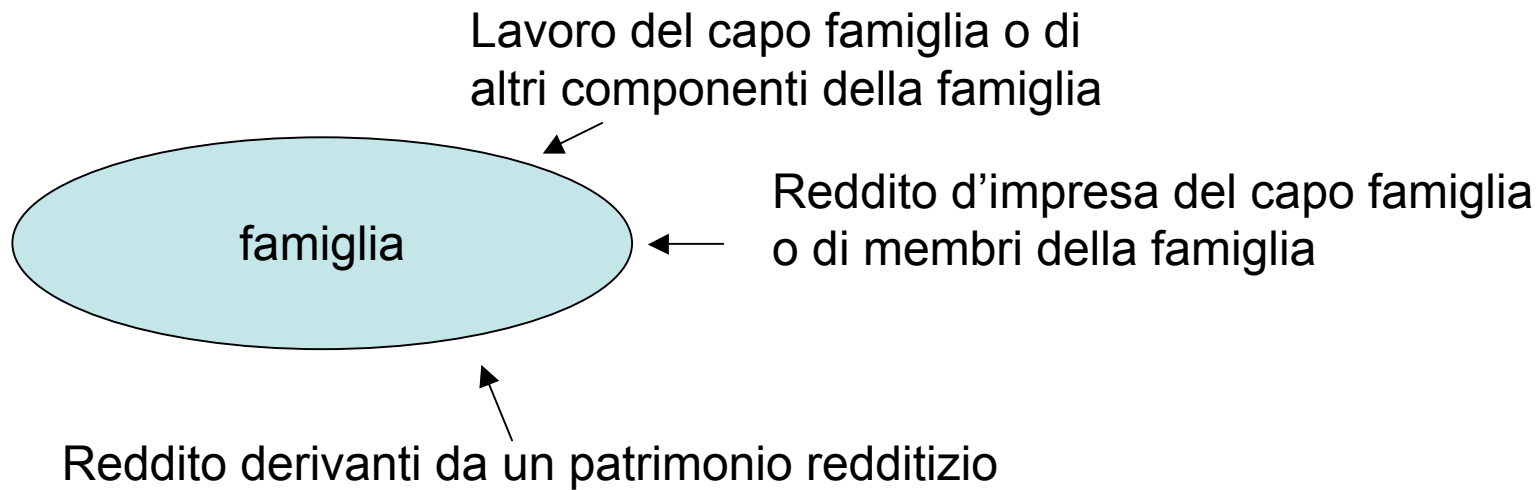 Lavoro del capo famiglia o di
altri componenti della famiglia
Reddito d’impresa del capo famiglia
o di membri della famiglia
famiglia
Reddito derivanti da un patrimonio redditizio